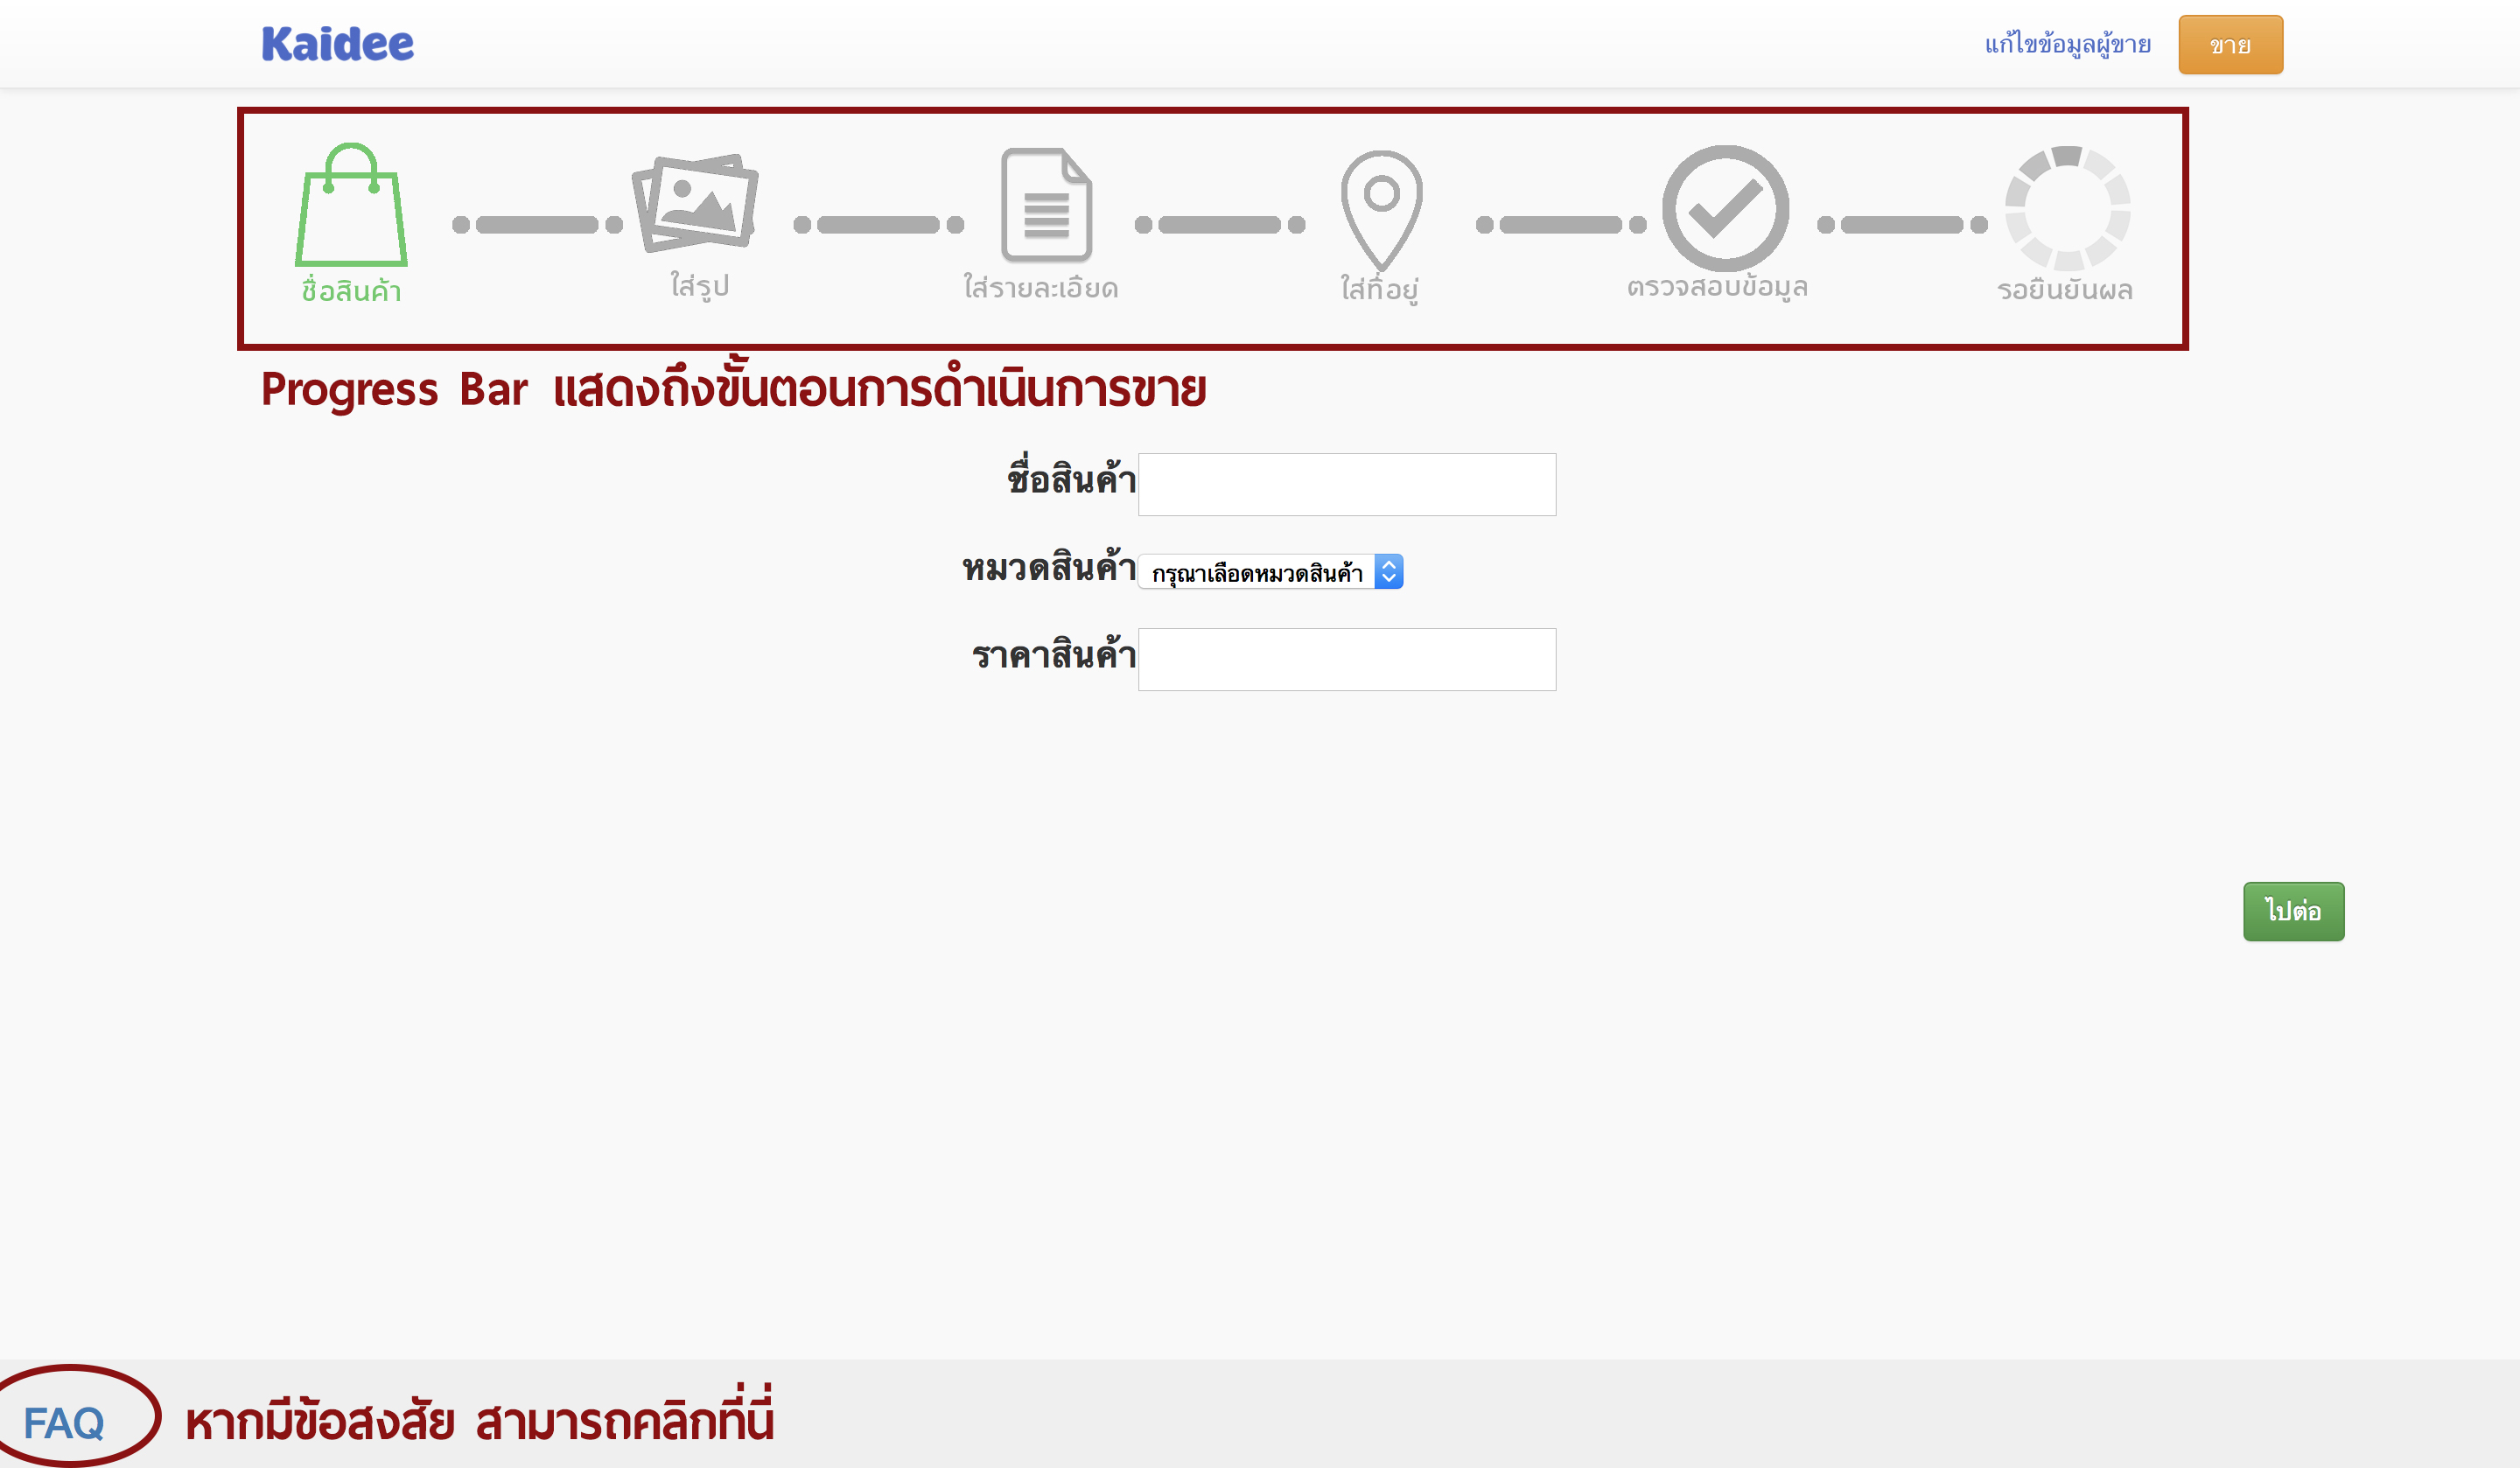 Kaidee
แก้ไขข้อมูลผู้ขาย
ขาย
ชื่อสินค้า
ใส่รูป
ใส่รายละเอียด
ใส่ที่อยู่
ตรวจสอบข้อมูล
รอยืนยันผล
Progress Bar แสดงถึงขั้นตอนการดำเนินการขาย
ชื่อสินค้า
หมวดสินค้า กรุณาเลือดหมวดสินค้า
ราคาสินค้า
ไปต่อ
FAQ หากมีข้อสงสัย สามารถคลิกที่นี่